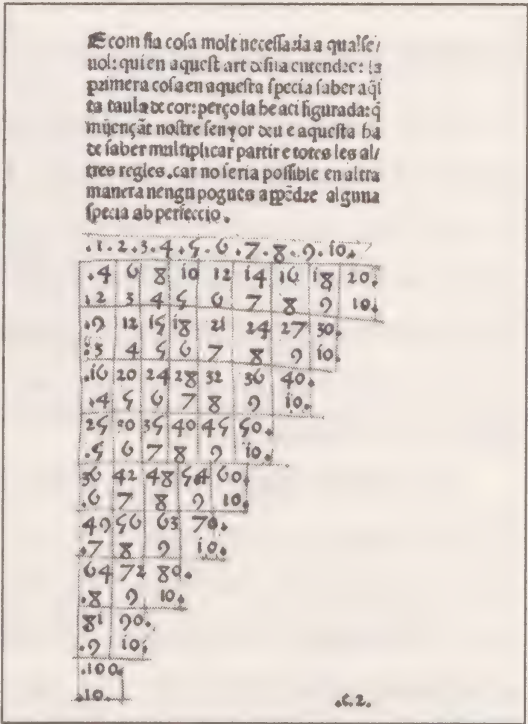 E com sia cosa molt necessaria a qualse/
uol: qui en aquest art desija entendre: la
primera cosa en aquesta specia saber aq̃
ta taula de cor: perço la he aci figurada: q̃
mijençãt nostre senyor deu e aquesta ha
de saber multiplicar partir e totes les al/
tres regles. car no seria possible en altra
manera nengu pogues appẽdre alguna
specia ab perfeccio.
.1.2.3.4.5.6.7.8.9.10.
.4 6 8 10 12 14 16 18 20.
.2 3 4 5 6 7 8 9 10.
.9 12 15 18 21 24 27 30.
.3 4 5 6 7 8 9 10.
.16 20 24 28 32 36 40.
.4 5 6 7 8 9 10.
25 30 35 40 45 50.
.5 6 7 8 9 10.
36 42 48 54 60.
.6 7 8 9 10.
49 56 63 70.
.7 8 9 10.
64 72 80.
.8 9 10.
81 90.
.9 10.
.100.
.10.
.c.2.